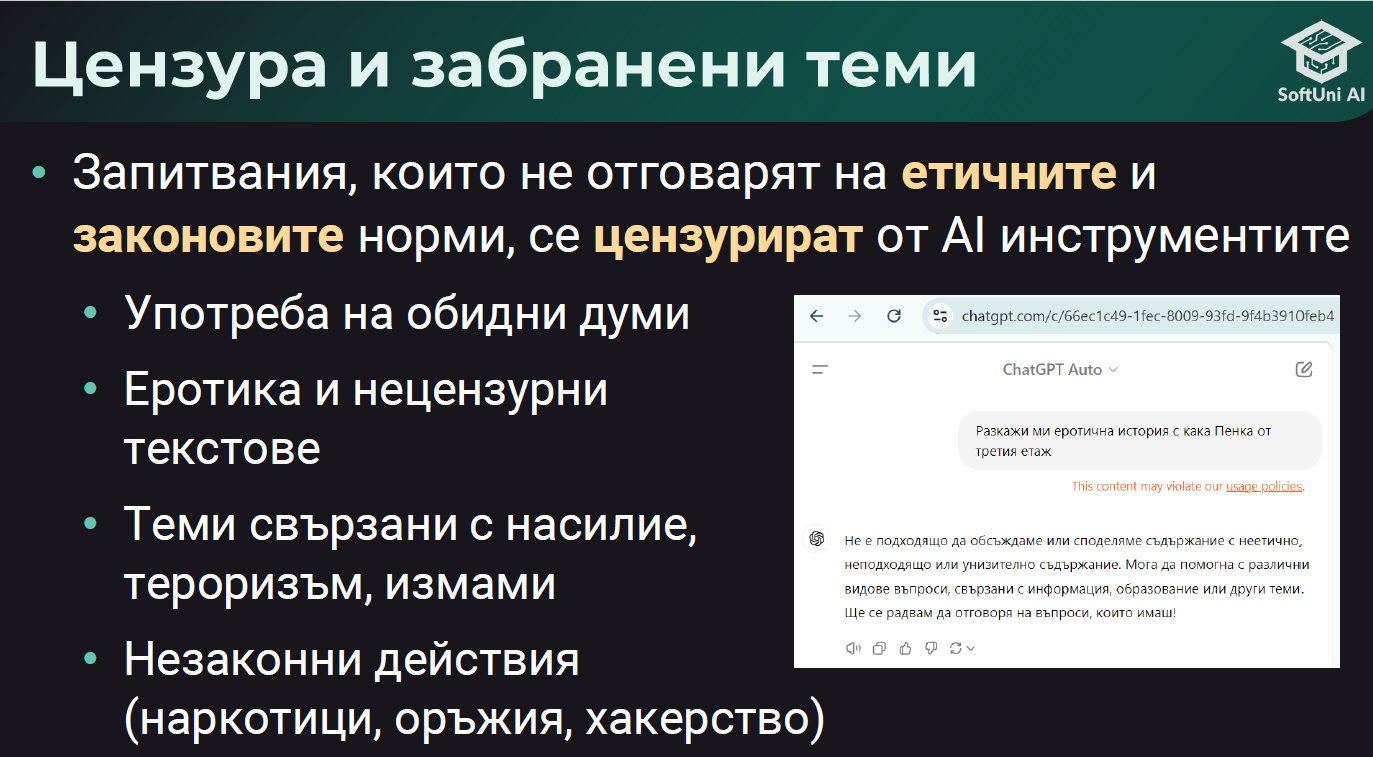 Цензура и забранени теми
SoftUni AI
Запитвания, които не отговарят на етичните и
законовите норми, се цензурират от AI инструментите
Употреба на обидни думи
Еротика и нецензурни
текстове
Теми свързани с насилие,
тероризъм, измами
Незаконни действия
(наркотици, оръжия, хакерство)
chatgpt.com/c/66ec1c49-1fec-8009-93fd-9f4b3910feb4
ChatGPT Auto
Разкажи ми еротична история с кака Пенка от
третия етаж
This content may violate our usage policies.
Не е подходящо да обсъждаме или споделяме съдържание с неетично,
неподходящо или унизително съдържание. Мога да помогна с различни
видове въпроси, свързани с информация, образование или други теми.
Ще се радвам да отговоря на въпроси, които имаш!